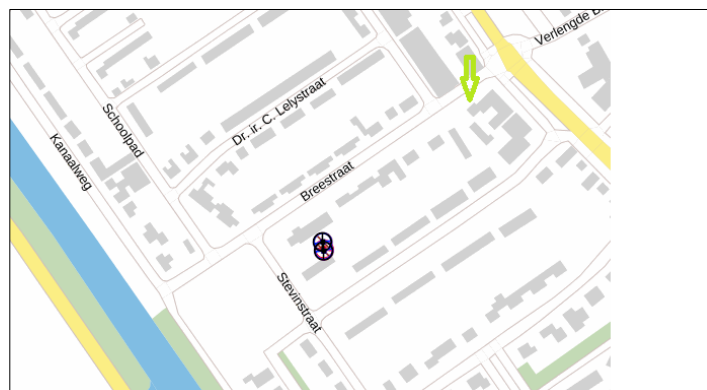 Verlengde B
Dr. ir. C. Lelystraat
Schoolpad
Kanaalweg
Breestraat
Stevinstraat